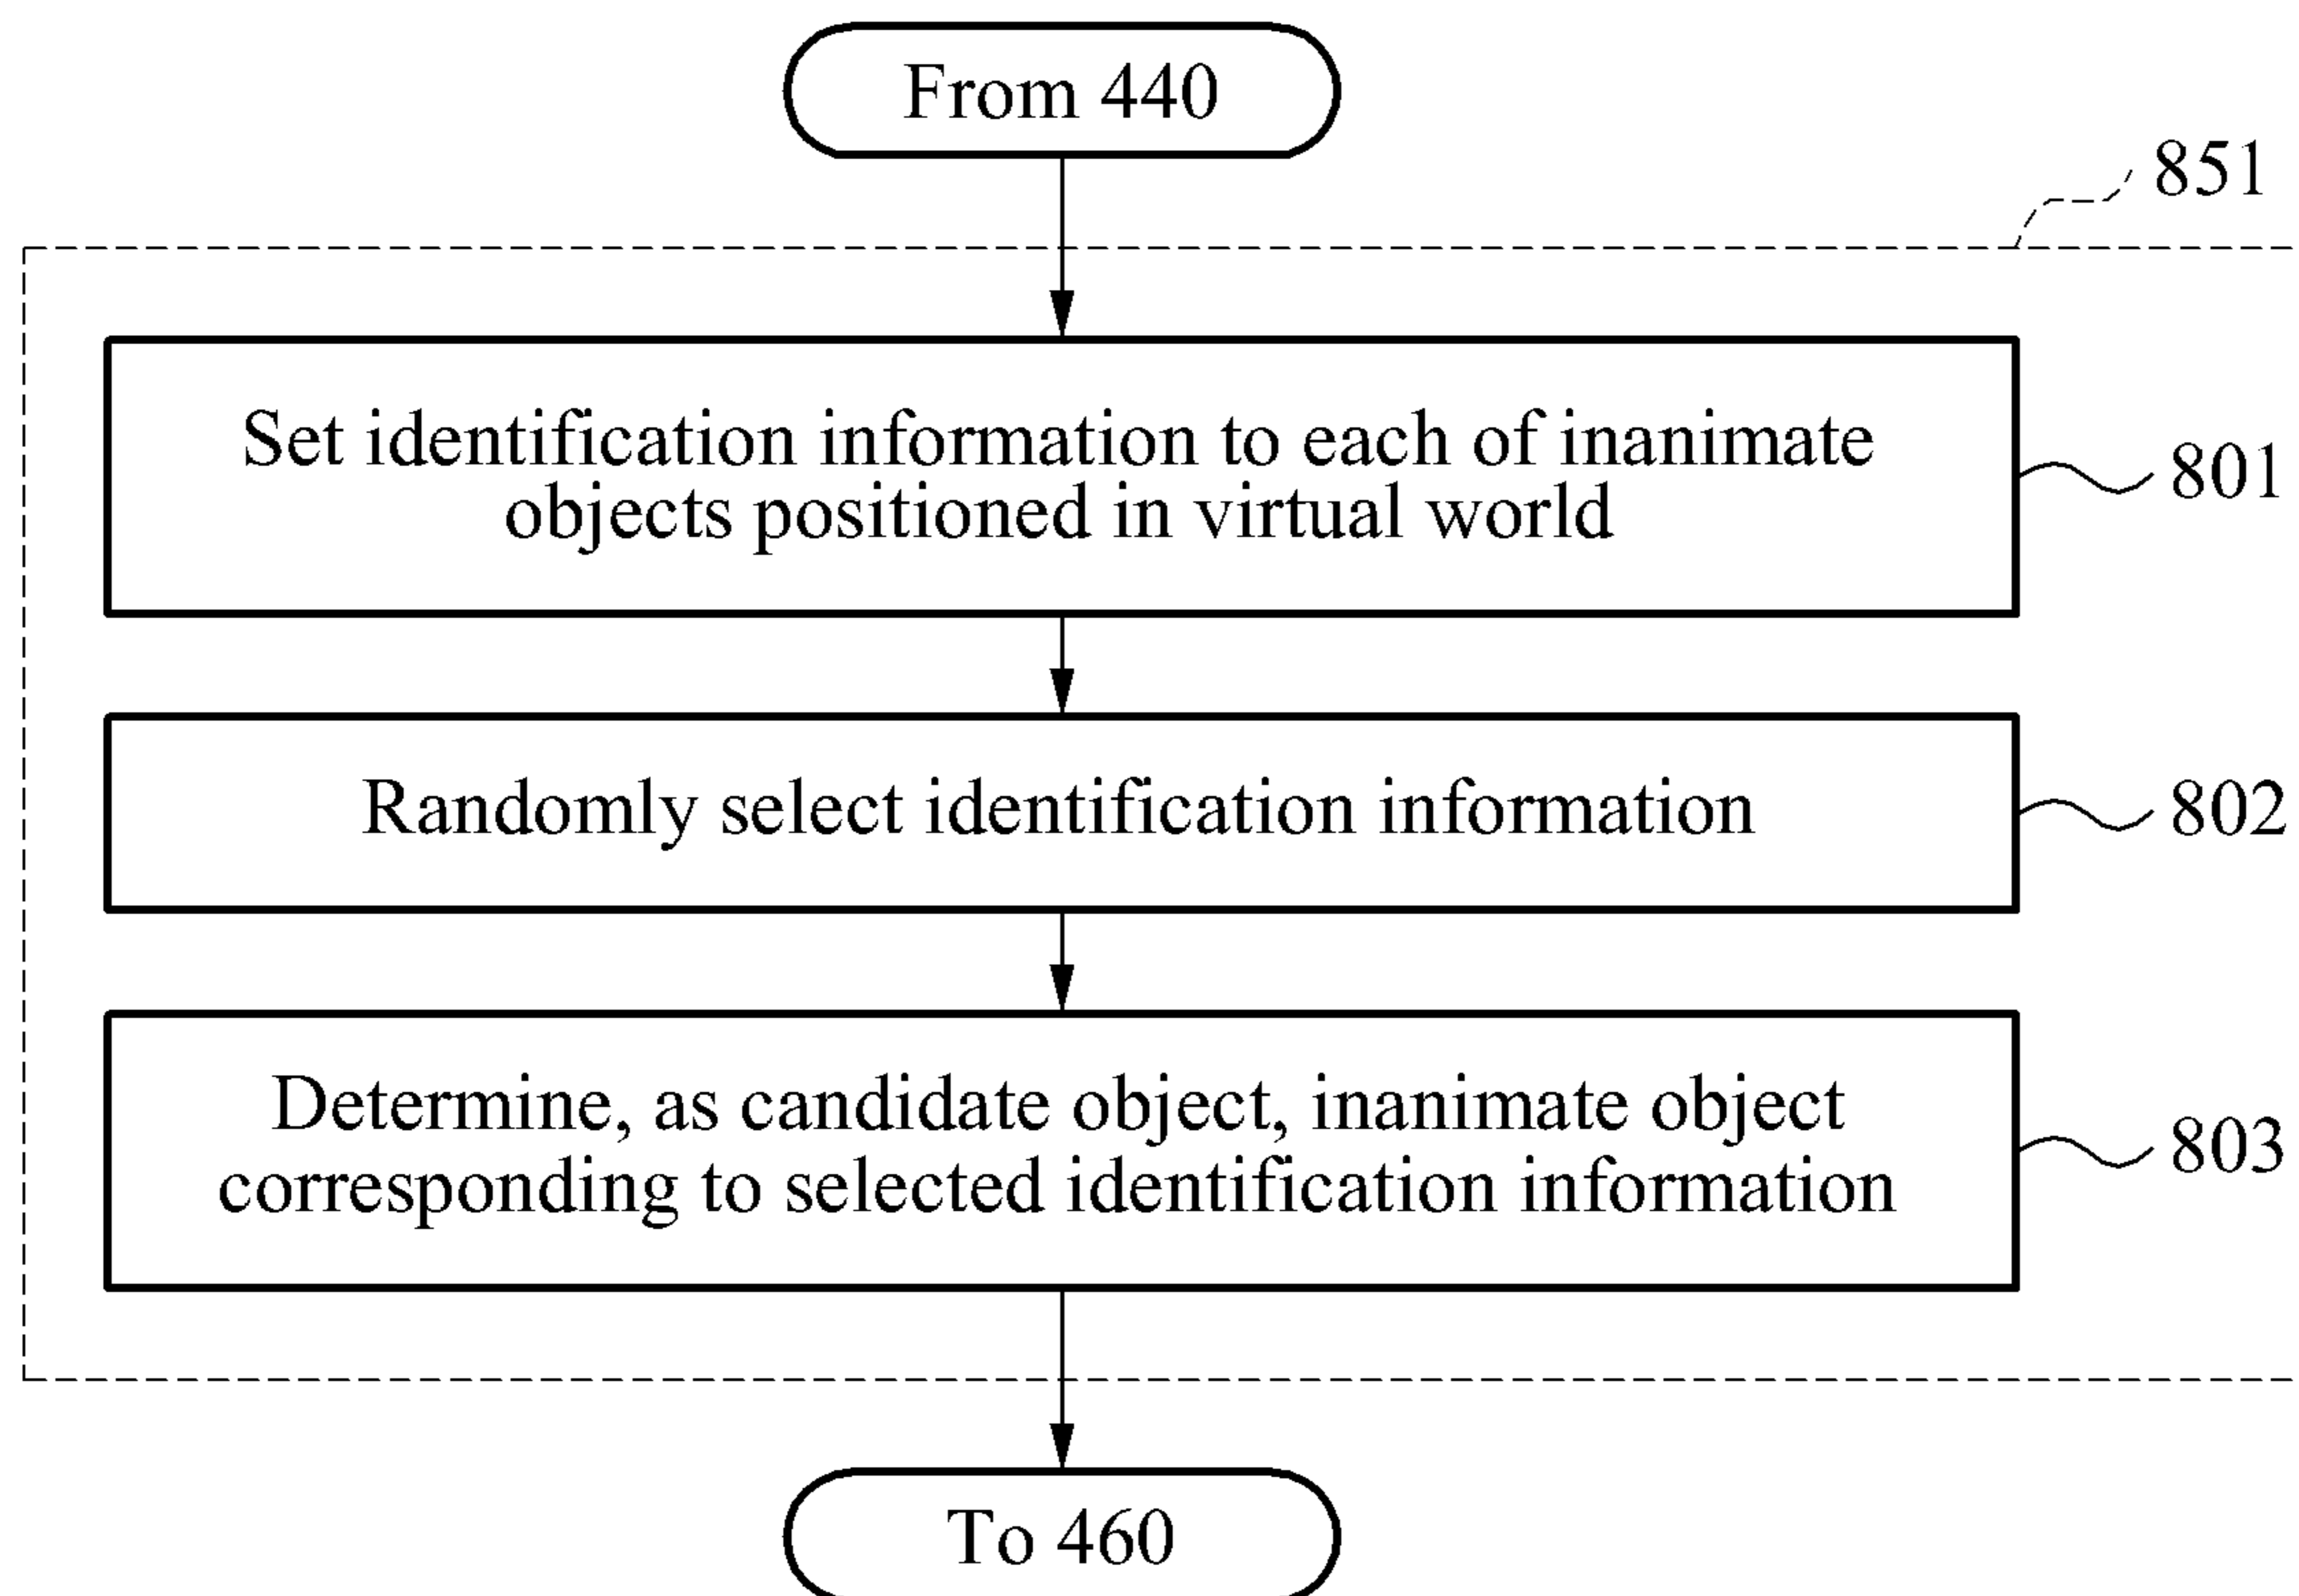 From 440
851
Set identification information to each of inanimate
objects positioned in virtual world
801
Randomly select identification information
802
Determine, as candidate object, inanimate object
corresponding to selected identification information
803
To 460